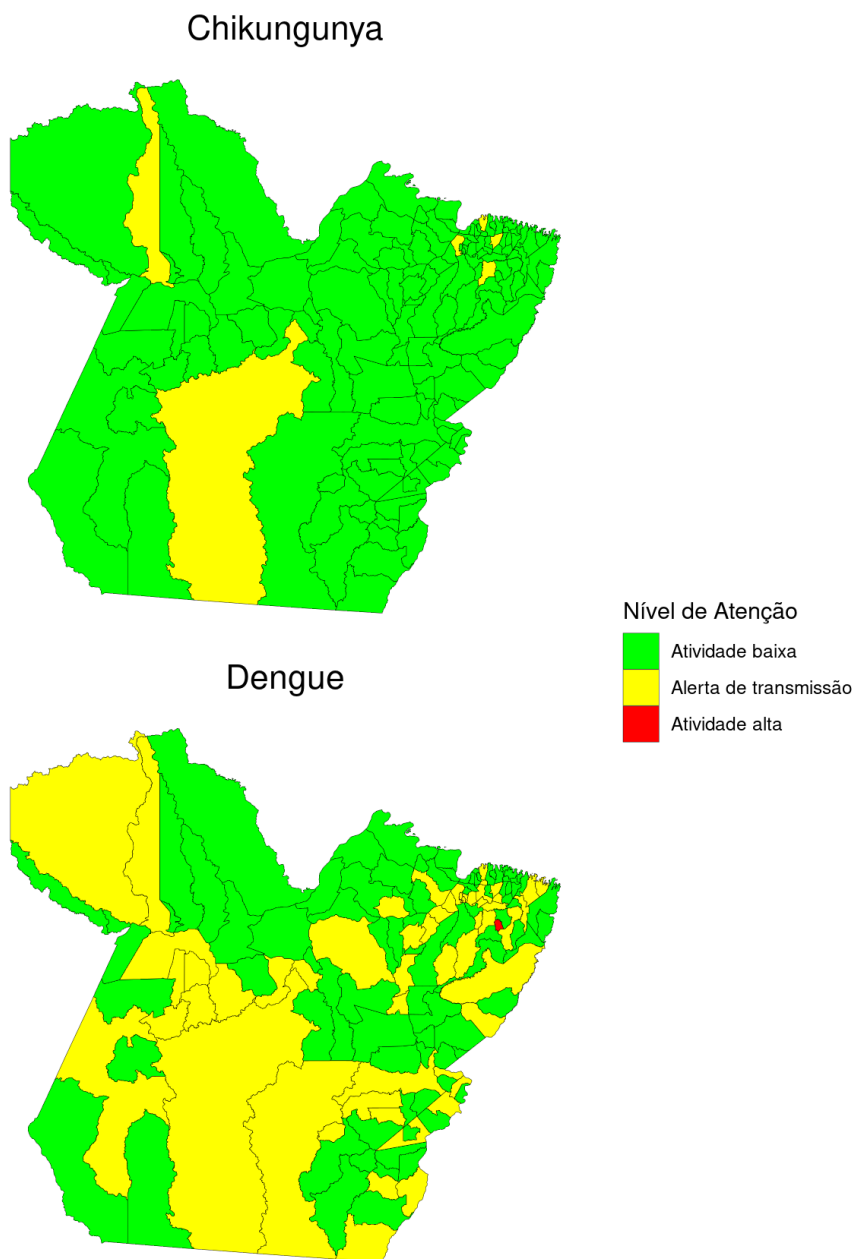 Chikungunya
Nível de Atenção
Atividade baixa
Alerta de transmissão
Atividade alta
Dengue